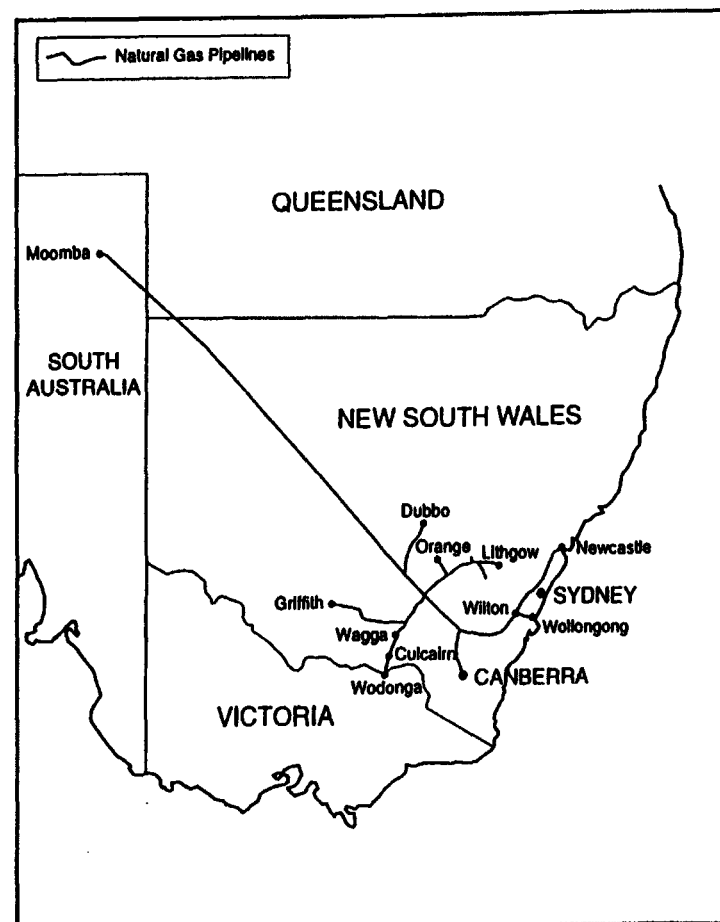 Natural Gas Pipelines
QUEENSLAND
Moomba
SOUTH
AUSTRALIA
NEW SOUTH WALES
Dubbo
Orange
Lithgow
Newcastle
Griffith
Wilton
SYDNEY
Wagga
Wollongong
Culcairn
Wodonga
CANBERRA
VICTORIA